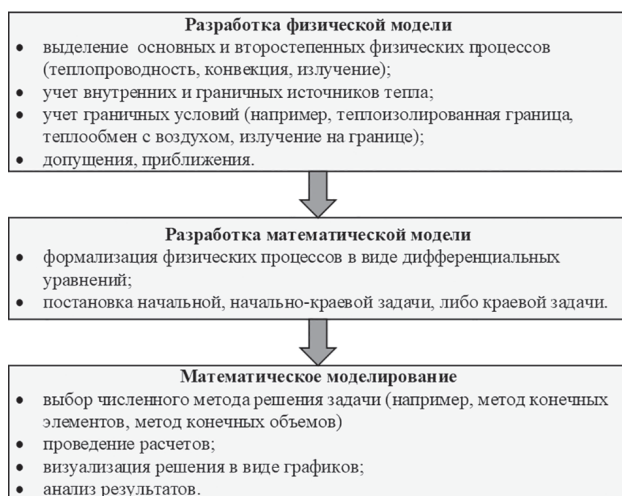 Разработка физической модели
• выделение основных и второстепенных физических процессов
(теплопроводность, конвекция, излучение);
• учет внутренних и граничных источников тепла;
• учет граничных условий (например, теплоизолированная граница,
теплообмен с воздухом, излучение на границе);
• допущения, приближения.
Разработка математической модели
• формализация физических процессов в виде дифференциальных
уравнений;
• постановка начальной, начально-краевой задачи, либо краевой задачи.
Математическое моделирование
• выбор численного метода решения задачи (например, метод конечных
элементов, метод конечных объемов)
• проведение расчетов;
• визуализация решения в виде графиков;
• анализ результатов.